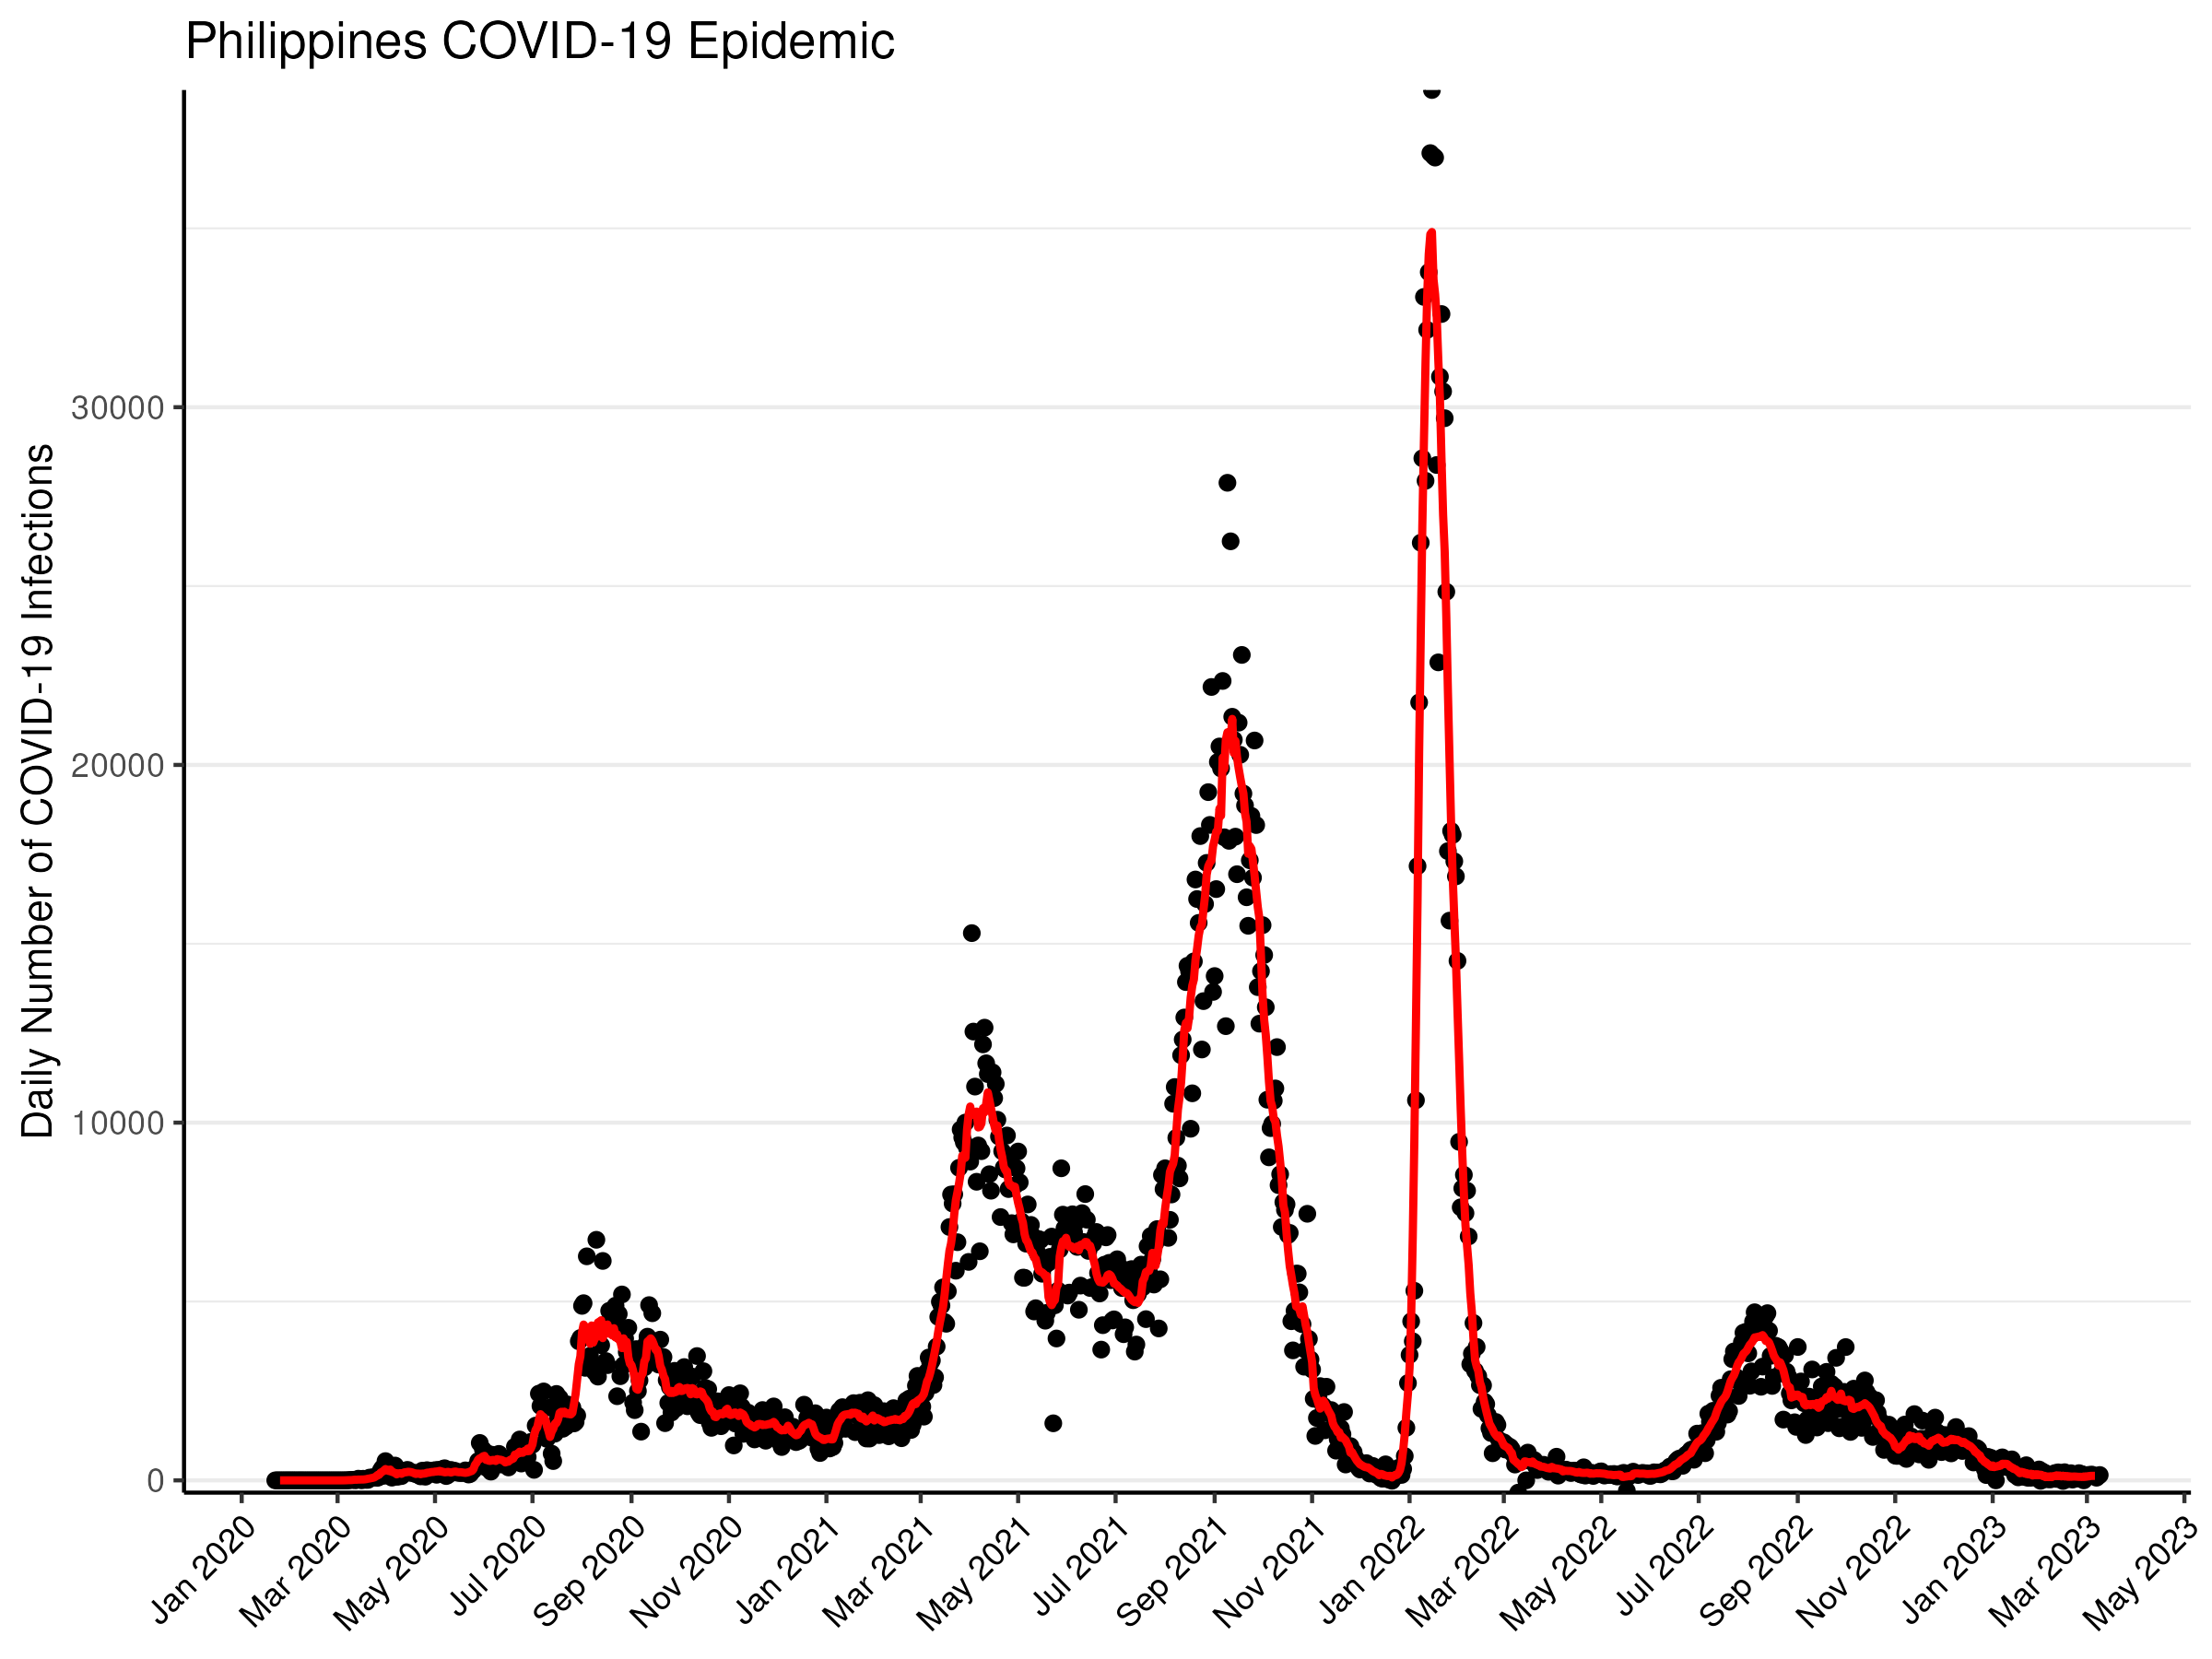 Philippines COVID-19 Epidemic
Daily Number of COVID-19 Infections
30000
20000
10000
0
Jan 2020
Mar 2020
May 2020
Jul 2020
Sep 2020
Nov 2020
Jan 2021
Mar 2021
May 2021
Jul 2021
Sep 2021
Nov 2021
Jan 2022
Mar 2022
May 2022
Jul 2022
Sep 2022
Nov 2022
Jan 2023
Mar 2023
May 2023